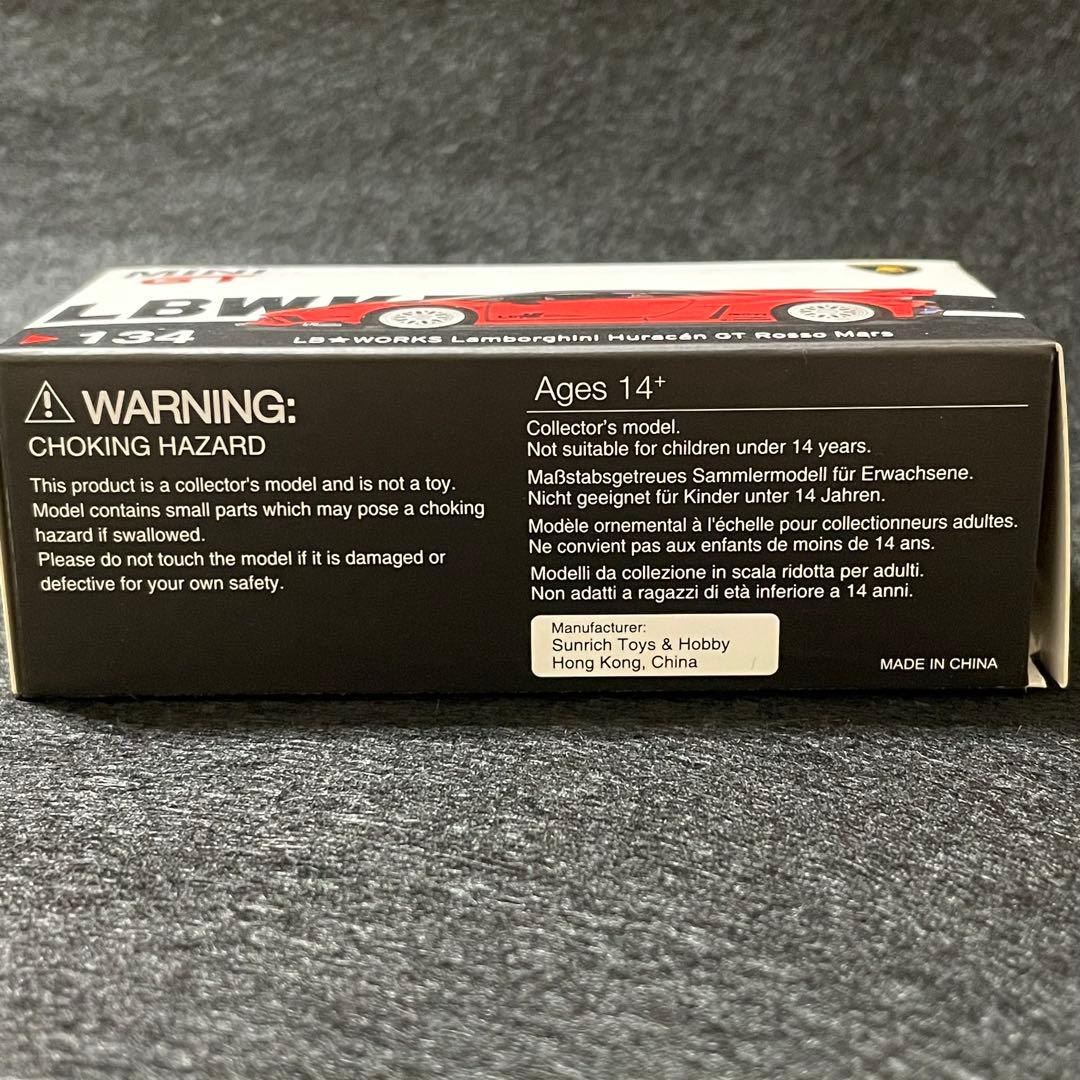 MINI
GT
LBWK
134
LB★WORKS Lamborghini Huracán GT Rosso Mars
WARNING:
CHOKING HAZARD
This product is a collector's model and is not a toy.
Model contains small parts which may pose a choking
hazard if swallowed.
Please do not touch the model if it is damaged or
defective for your own safety.
Ages 14+
Collector's model.
Not suitable for children under 14 years.
Maßstabsgetreues Sammlermodell für Erwachsene.
Nicht geeignet für Kinder unter 14 Jahren.
Modèle ornemental à l'échelle pour collectionneurs adultes.
Ne convient pas aux enfants de moins de 14 ans.
Modelli da collezione in scala ridotta per adulti.
Non adatti a ragazzi di età inferiore a 14 anni.
Manufacturer:
Sunrich Toys & Hobby
Hong Kong, China
MADE IN CHINA